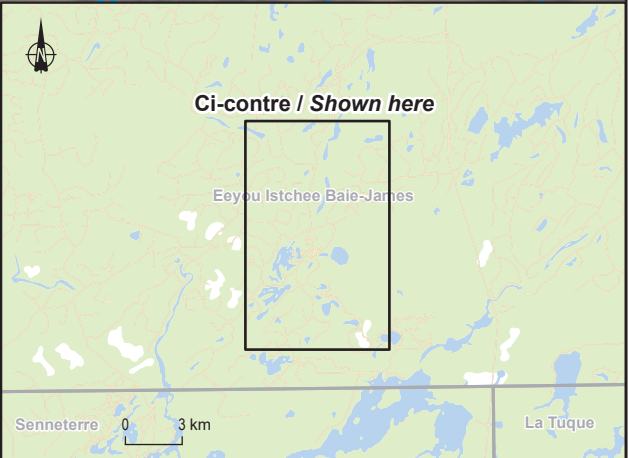 N
Ci-contre / Shown here
Eeyou Istchee Baie-James
Senneterre
0 3 km
La Tuque